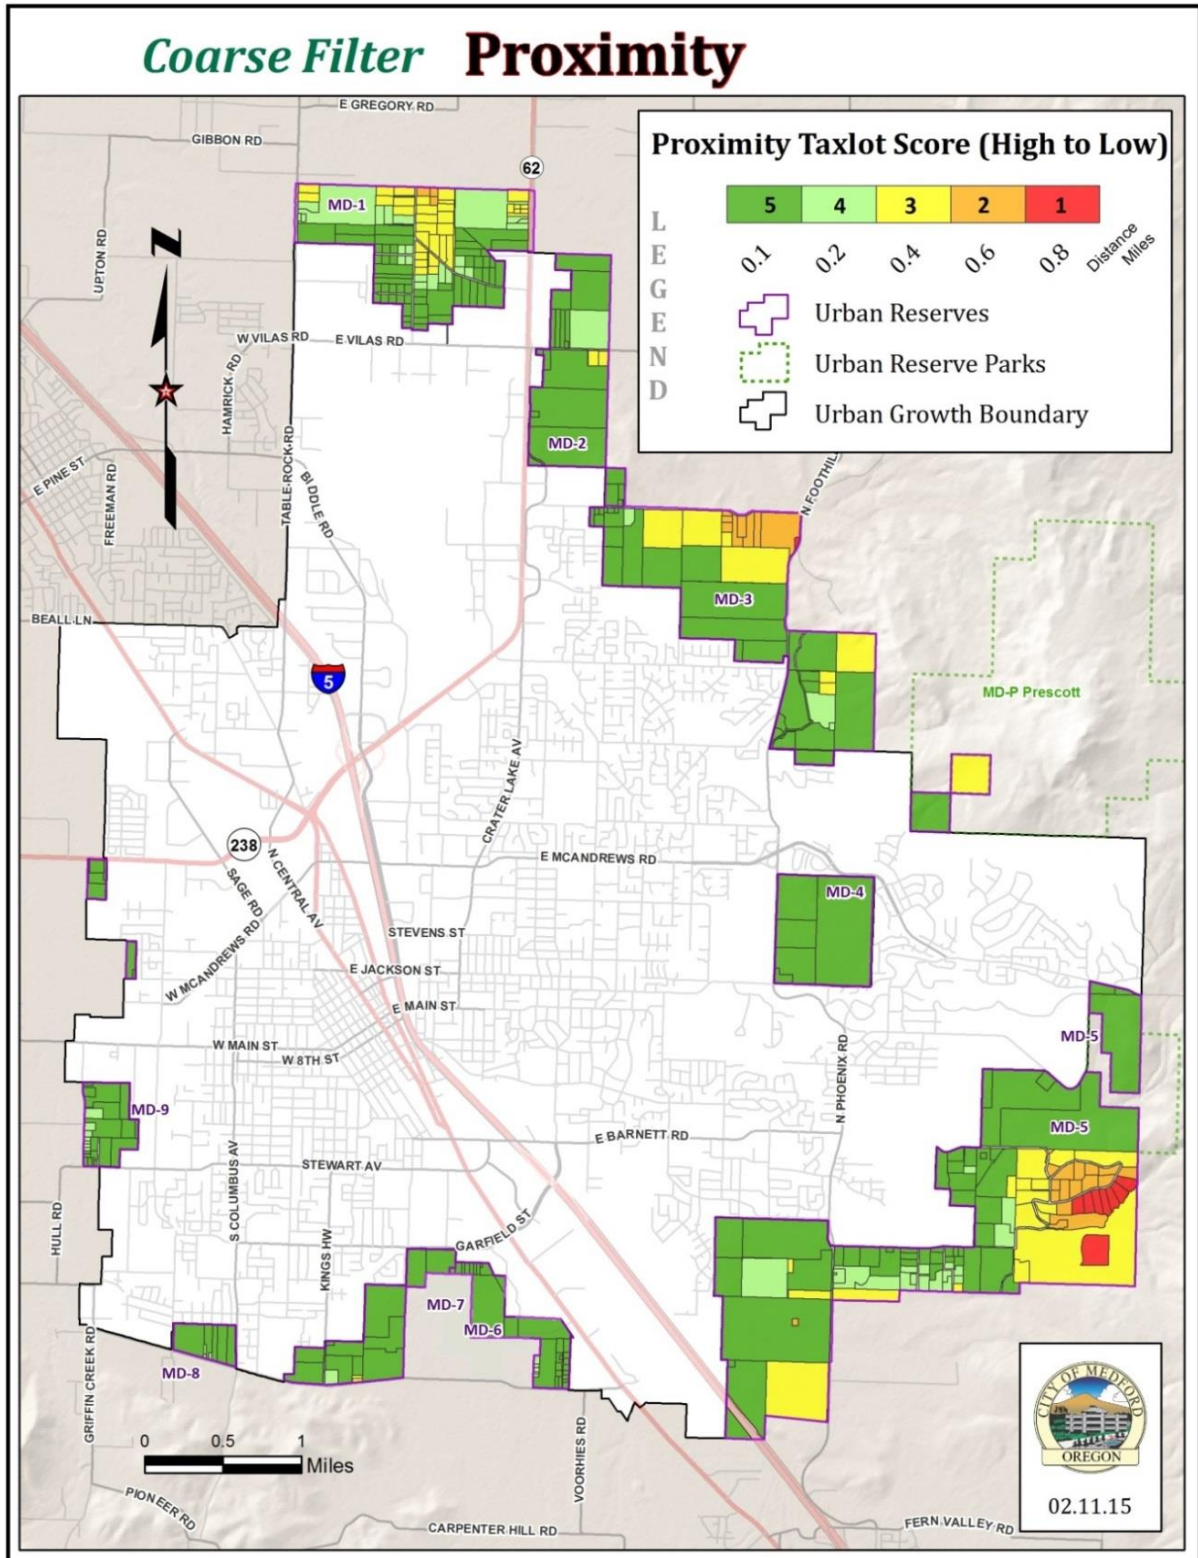 Coarse Filter Proximity
E GREGORY RD
GIBBON RD
62
Proximity Taxlot Score (High to Low)
5 4 3 2 1
0.1 0.2 0.4 0.6 0.8 Distance Miles
LEGEND
Urban Reserves
Urban Reserve Parks
Urban Growth Boundary
MD-1
N
UPTON RD
W VILAS RD
E VILAS RD
HAMRICK RD
MD-2
E PINE ST
FREEMAN RD
TABLE ROCK RD
BIDDLE RD
N FOOTHIL
MD-3
BEALL LN
5
MD-P Prescott
CRATER LAKE AV
238
E MCANDREWS RD
SAGE RD
N CENTRAL AV
MD-4
STEVENS ST
W MCANDREWS RD
E JACKSON ST
E MAIN ST
MD-5
W MAIN ST
W 8TH ST
N PHOENIX RD
MD-9
MD-5
E BARNETT RD
STEWART AV
S COLUMBUS AV
HULL RD
KINGS HW
GARFIELD ST
MD-7
MD-6
MD-8
GRIFFIN CREEK RD
0 0.5 1
Miles
VOORHIES RD
PIONEER RD
CARPENTER HILL RD
FERN VALLEY RD
CITY OF MEDFORD
OREGON
02.11.15